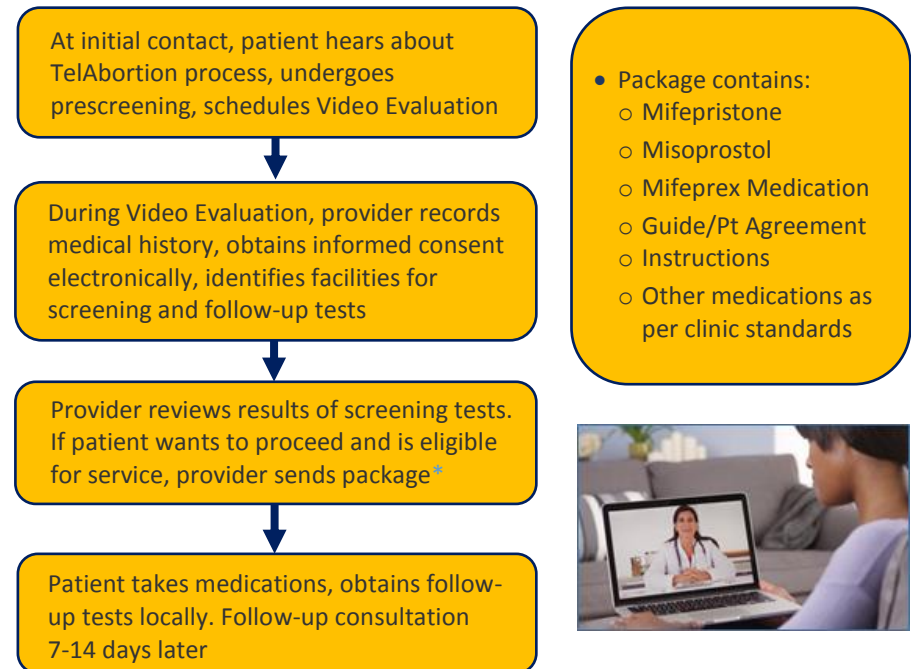 At initial contact, patient hears about
TelAbortion process, undergoes
prescreening, schedules Video Evaluation
During Video Evaluation, provider records
medical history, obtains informed consent
electronically, identifies facilities for
screening and follow-up tests
Provider reviews results of screening tests.
If patient wants to proceed and is eligible
for service, provider sends package*
Patient takes medications, obtains follow-
up tests locally. Follow-up consultation
7-14 days later
• Package contains:
o Mifepristone
o Misoprostol
o Mifeprex Medication
o Guide/Pt Agreement
o Instructions
o Other medications as
per clinic standards